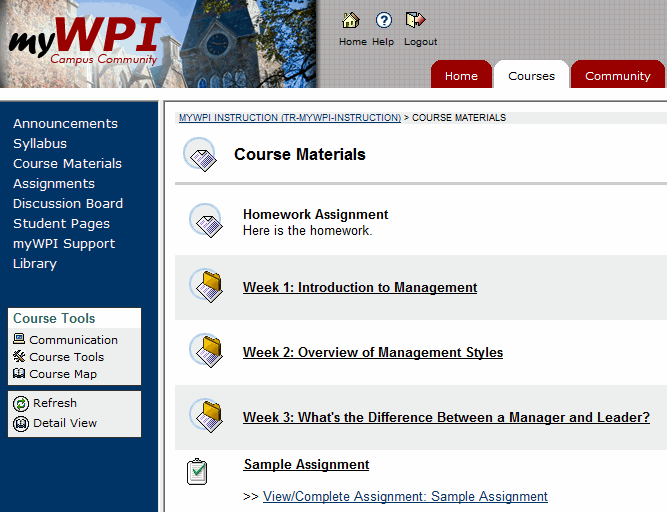 myWPI
Campus Community
Home Help Logout
Home Courses Community
Announcements
Syllabus
Course Materials
Assignments
Discussion Board
Student Pages
myWPI Support
Library
Course Tools
Communication
Course Tools
Course Map
Refresh
Detail View
MYWPI INSTRUCTION (TR-MYWPI-INSTRUCTION) > COURSE MATERIALS
Course Materials
Homework Assignment
Here is the homework.
Week 1: Introduction to Management
Week 2: Overview of Management Styles
Week 3: What's the Difference Between a Manager and Leader?
Sample Assignment
>> View/Complete Assignment: Sample Assignment